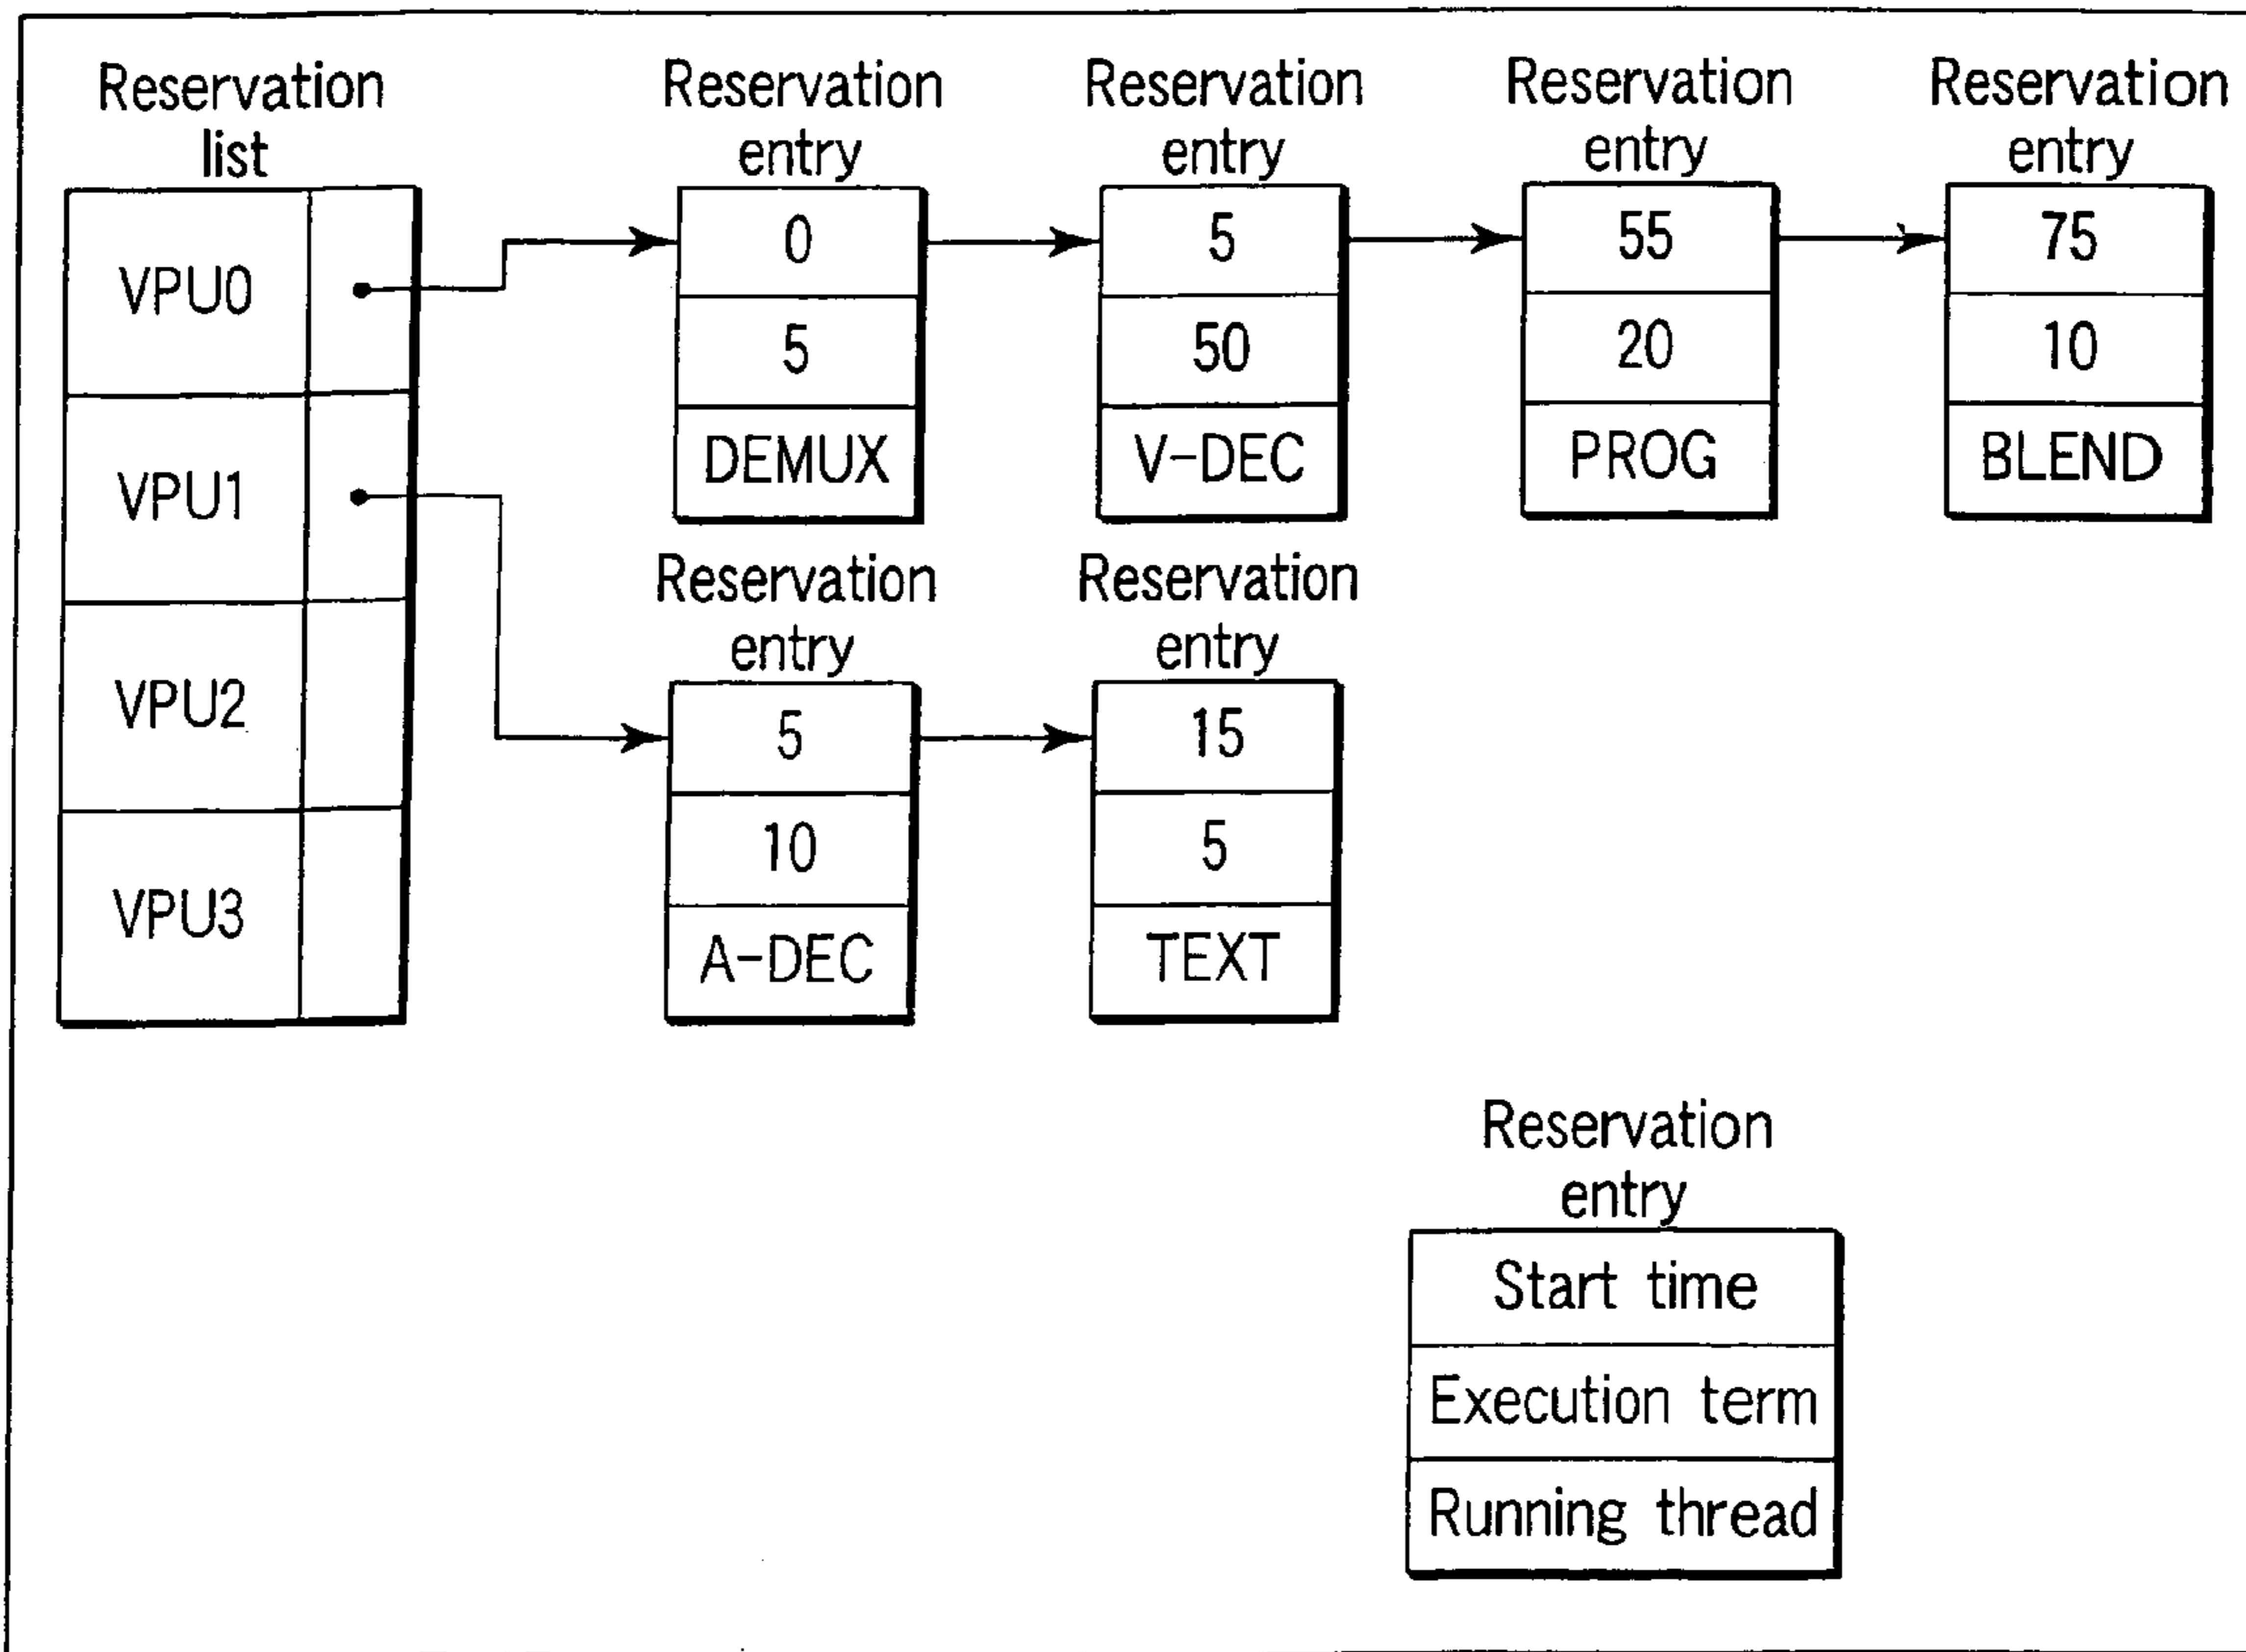 Reservation
list
VPU0
VPU1
VPU2
VPU3
Reservation
entry
0
5
DEMUX
Reservation
entry
5
50
V-DEC
Reservation
entry
55
20
PROG
Reservation
entry
75
10
BLEND
Reservation
entry
5
10
A-DEC
Reservation
entry
15
5
TEXT
Reservation
entry
Start time
Execution term
Running thread